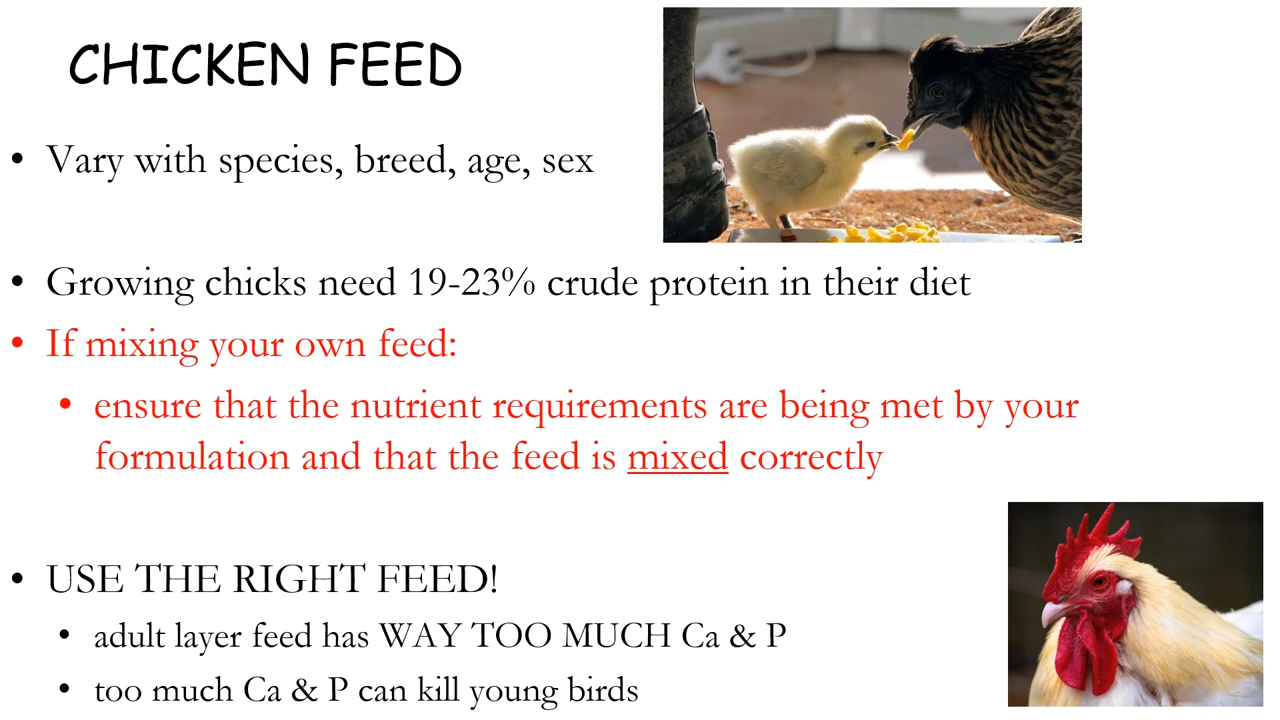 CHICKEN FEED
• Vary with species, breed, age, sex
• Growing chicks need 19-23% crude protein in their diet
• If mixing your own feed:
• ensure that the nutrient requirements are being met by your
formulation and that the feed is mixed correctly
• USE THE RIGHT FEED!
• adult layer feed has WAY TOO MUCH Ca & P
• too much Ca & P can kill young birds